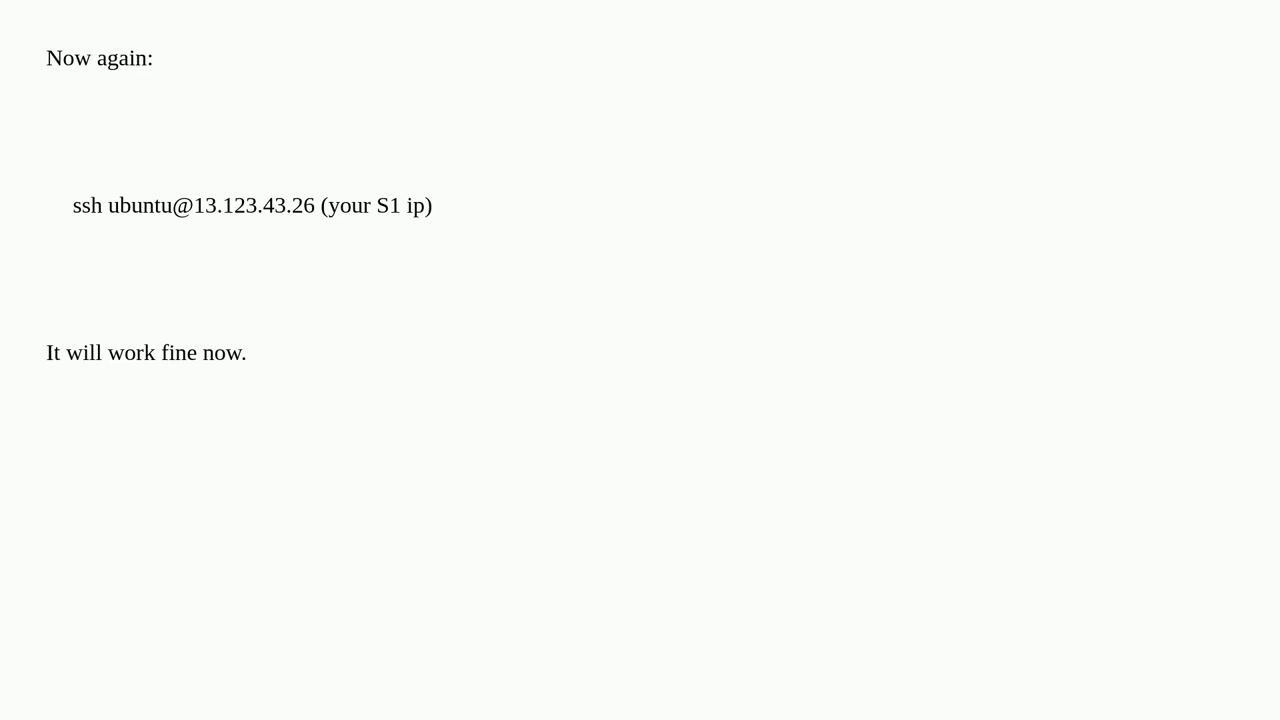 Now again:
ssh ubuntu@13.123.43.26 (your S1 ip)
It will work fine now.